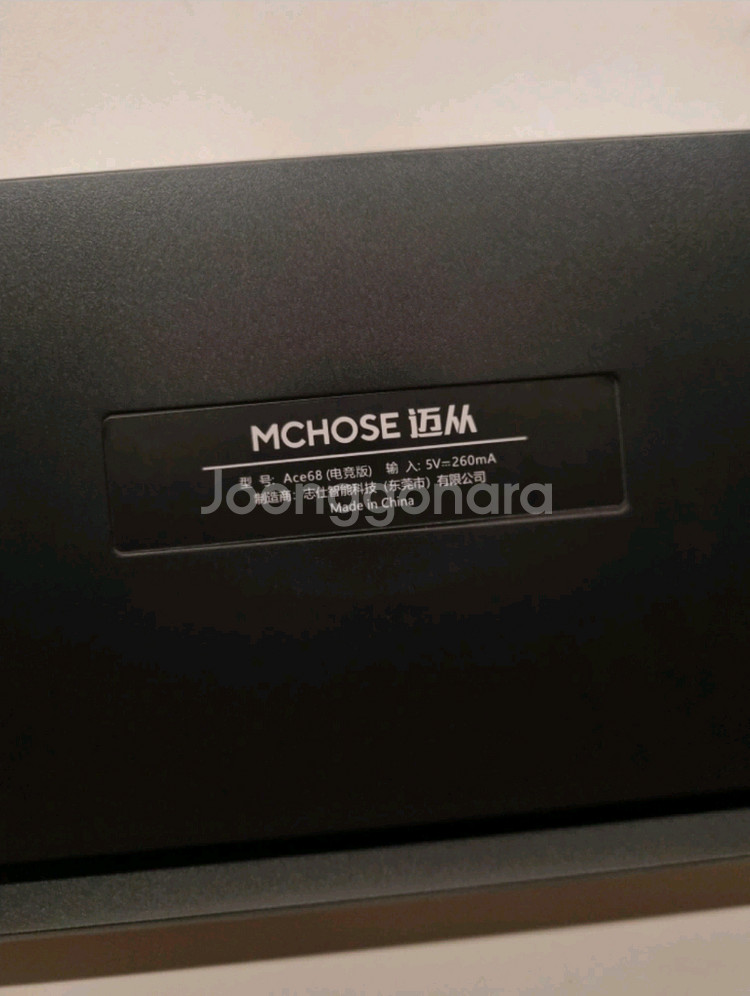 MCHOSE 迈从
型 号: Ace68 (电竞版) 输 入: 5V⎓260mA
制造商: 志仕智能科技 (东莞市) 有限公司
Made in China
Joonggonara